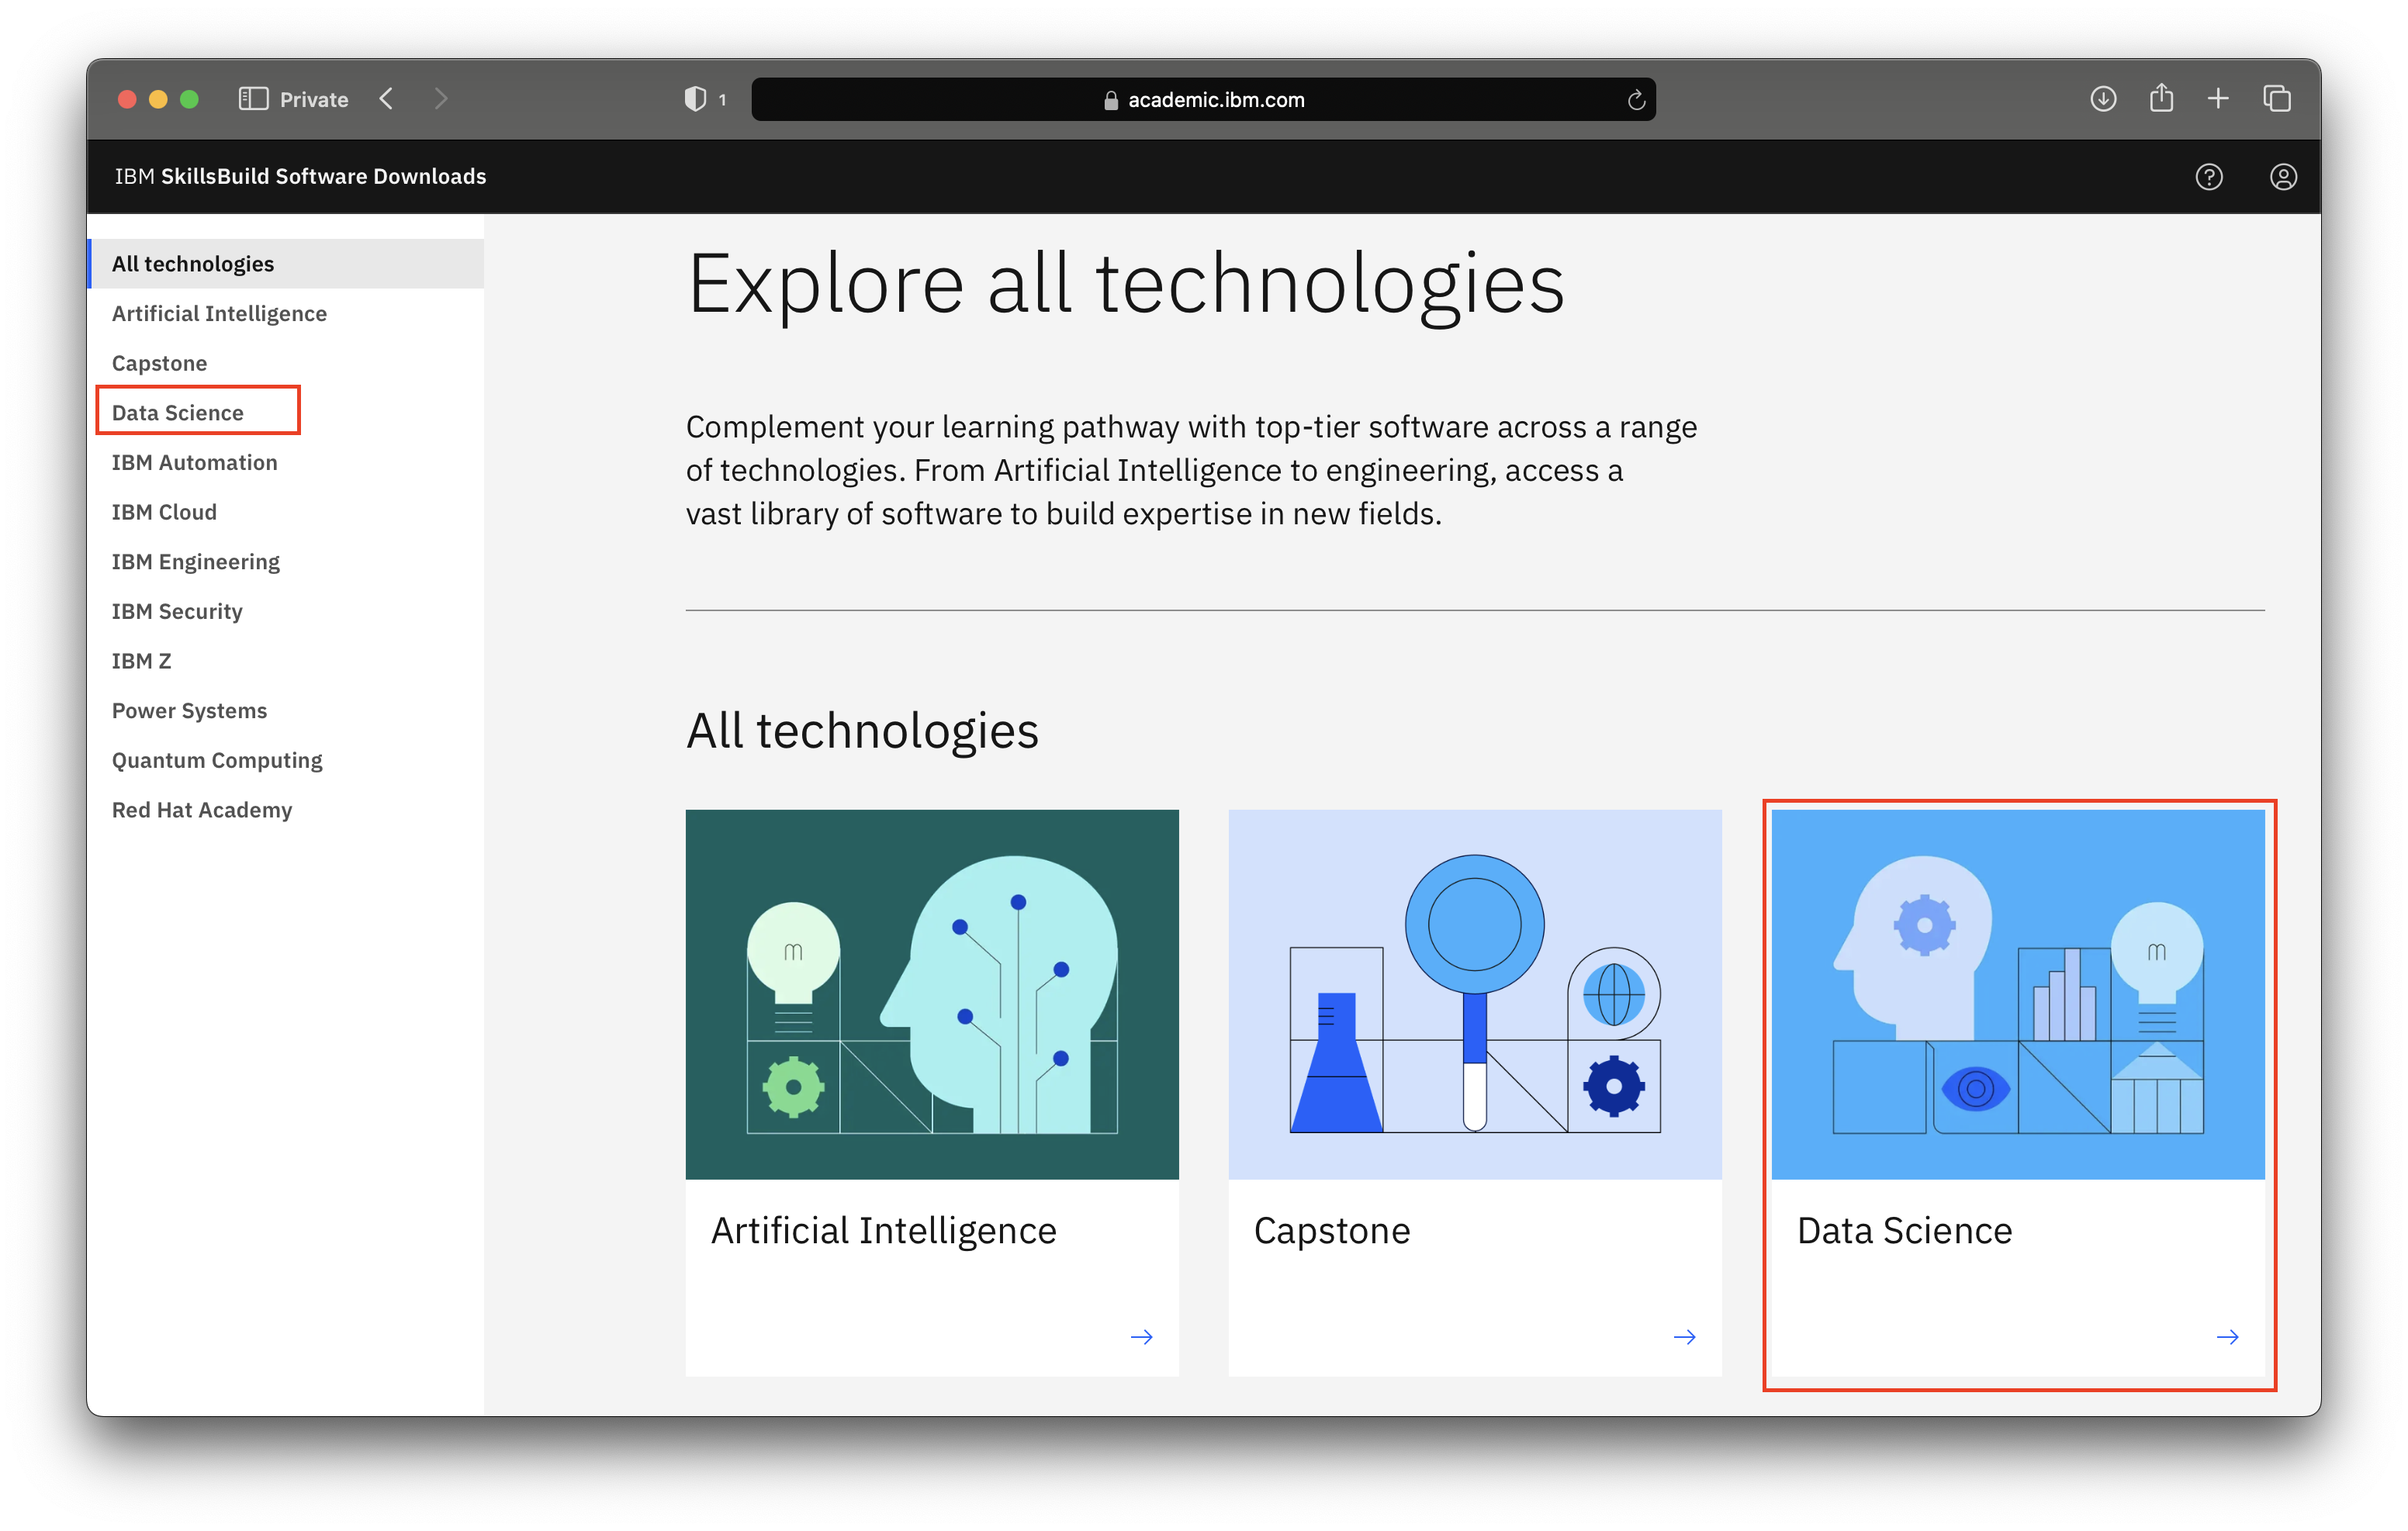 Private
1
academic.ibm.com
IBM SkillsBuild Software Downloads
All technologies
Artificial Intelligence
Capstone
Data Science
IBM Automation
IBM Cloud
IBM Engineering
IBM Security
IBM Z
Power Systems
Quantum Computing
Red Hat Academy
Explore all technologies
Complement your learning pathway with top-tier software across a range
of technologies. From Artificial Intelligence to engineering, access a
vast library of software to build expertise in new fields.
All technologies
Artificial Intelligence
Capstone
Data Science